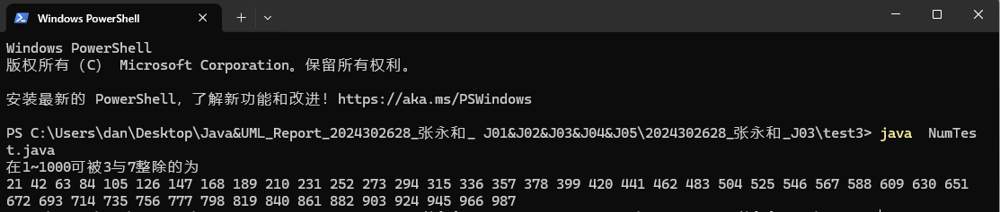 Windows PowerShell
Windows PowerShell
版权所有 (C) Microsoft Corporation。保留所有权利。
安装最新的 PowerShell，了解新功能和改进！https://aka.ms/PSWindows
PS C:\Users\dan\Desktop\Java&UML_Report_2024302628_张永和_ J01&J02&J03&J04&J05\2024302628_张永和_J03\test3> java  NumTes
t.java
在1~1000可被3与7整除的为
21 42 63 84 105 126 147 168 189 210 231 252 273 294 315 336 357 378 399 420 441 462 483 504 525 546 567 588 609 630 651
672 693 714 735 756 777 798 819 840 861 882 903 924 945 966 987